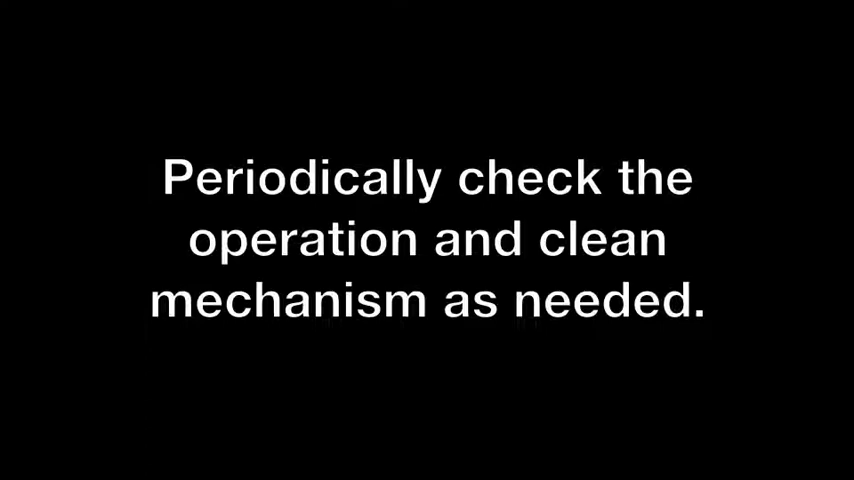 Periodically check the
operation and clean
mechanism as needed.